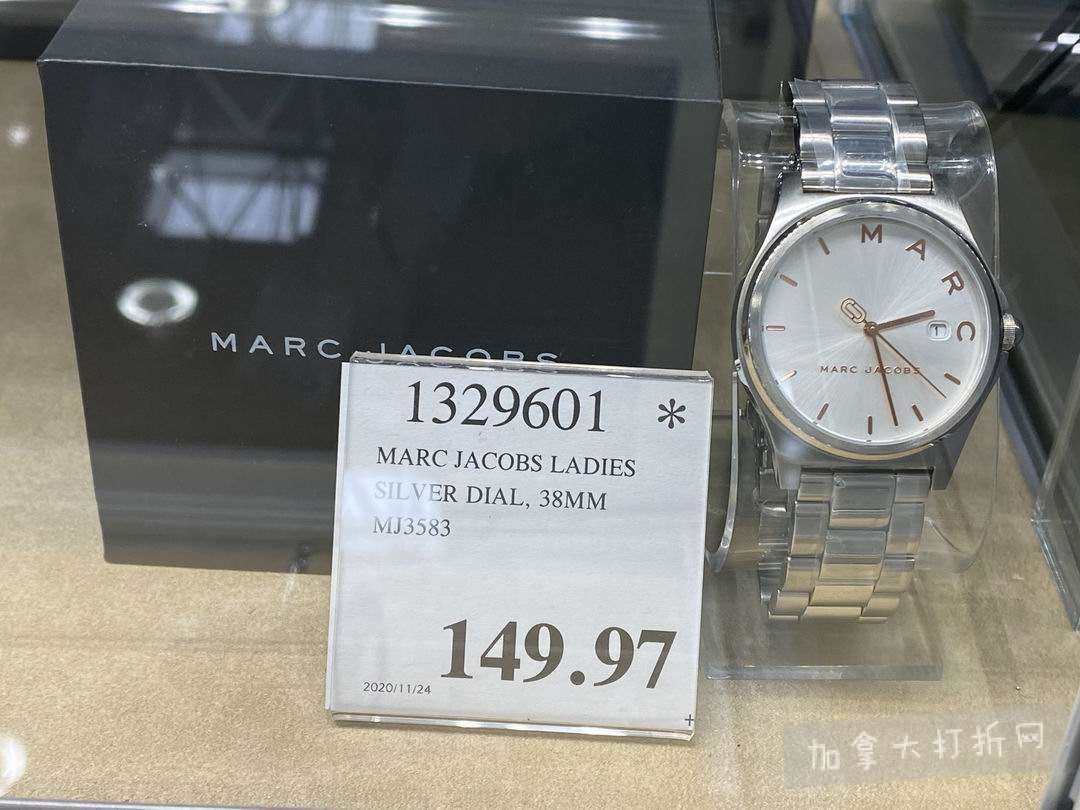 MARC JACOBS
1329601 *
MARC JACOBS LADIES
SILVER DIAL, 38MM
MJ3583
149.97
2020/11/24
+
MARC
MARC JACOBS
加拿大打折网